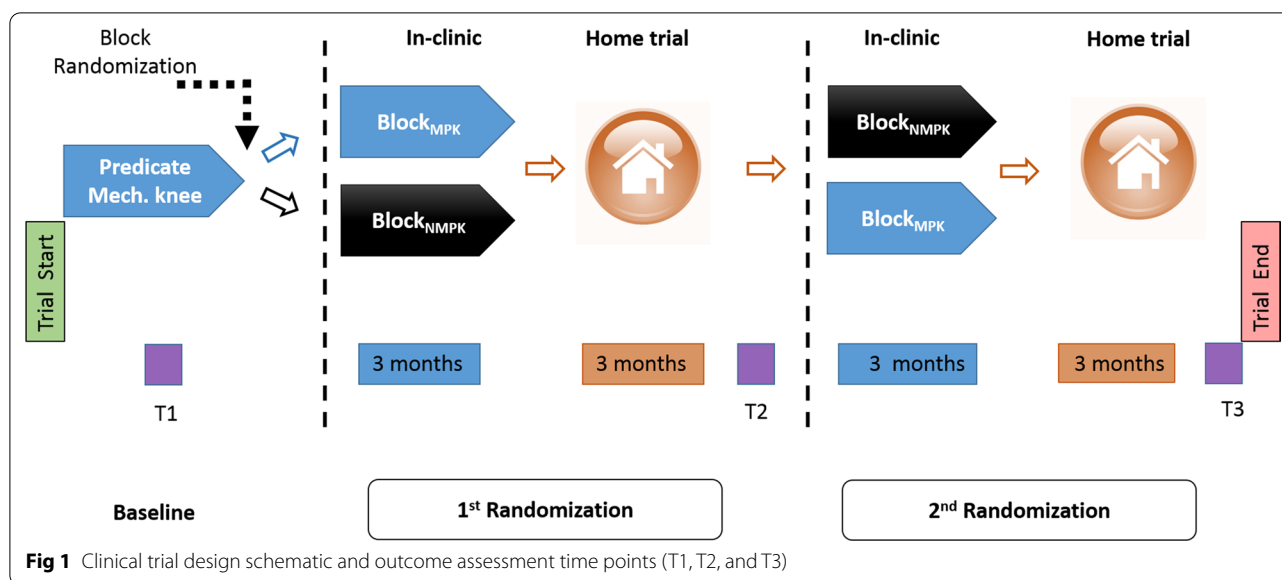 Block
Randomization
In-clinic
Home trial
In-clinic
Home trial
Predicate
Mech. knee
BlockMPK
BlockNMPK
BlockNMPK
BlockMPK
Trial Start
Trial End
3 months
3 months
3 months
3 months
T1
T2
T3
Baseline
1st Randomization
2nd Randomization
Fig 1 Clinical trial design schematic and outcome assessment time points (T1, T2, and T3)